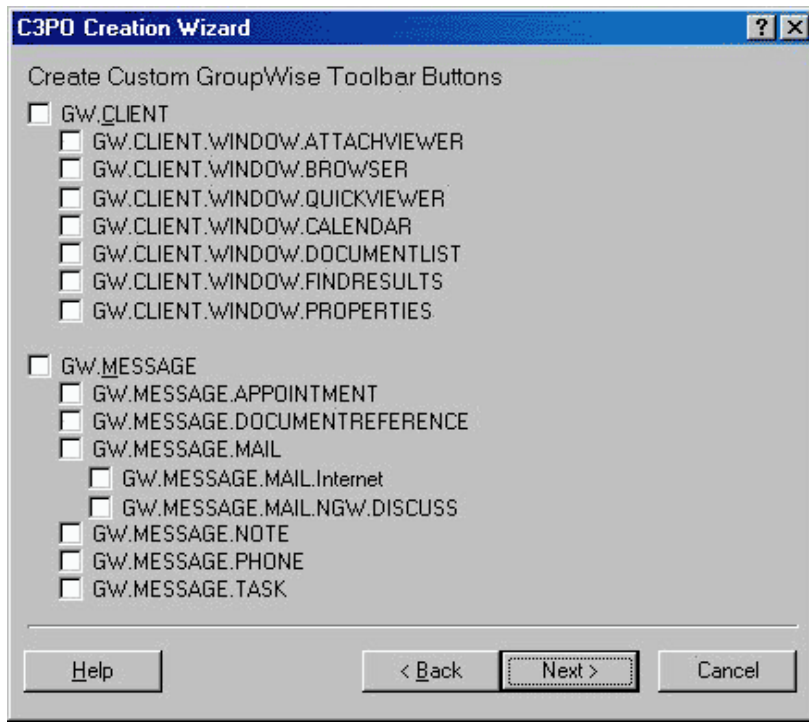 C3PO Creation Wizard
Create Custom GroupWise Toolbar Buttons
GW.CLIENT
GW.CLIENT.WINDOW.ATTACHVIEWER
GW.CLIENT.WINDOW.BROWSER
GW.CLIENT.WINDOW.QUICKVIEWER
GW.CLIENT.WINDOW.CALENDAR
GW.CLIENT.WINDOW.DOCUMENTLIST
GW.CLIENT.WINDOW.FINDRESULTS
GW.CLIENT.WINDOW.PROPERTIES
GW.MESSAGE
GW.MESSAGE.APPOINTMENT
GW.MESSAGE.DOCUMENTREFERENCE
GW.MESSAGE.MAIL
GW.MESSAGE.MAIL.Internet
GW.MESSAGE.MAIL.NGW.DISCUSS
GW.MESSAGE.NOTE
GW.MESSAGE.PHONE
GW.MESSAGE.TASK
Help < Back Next > Cancel